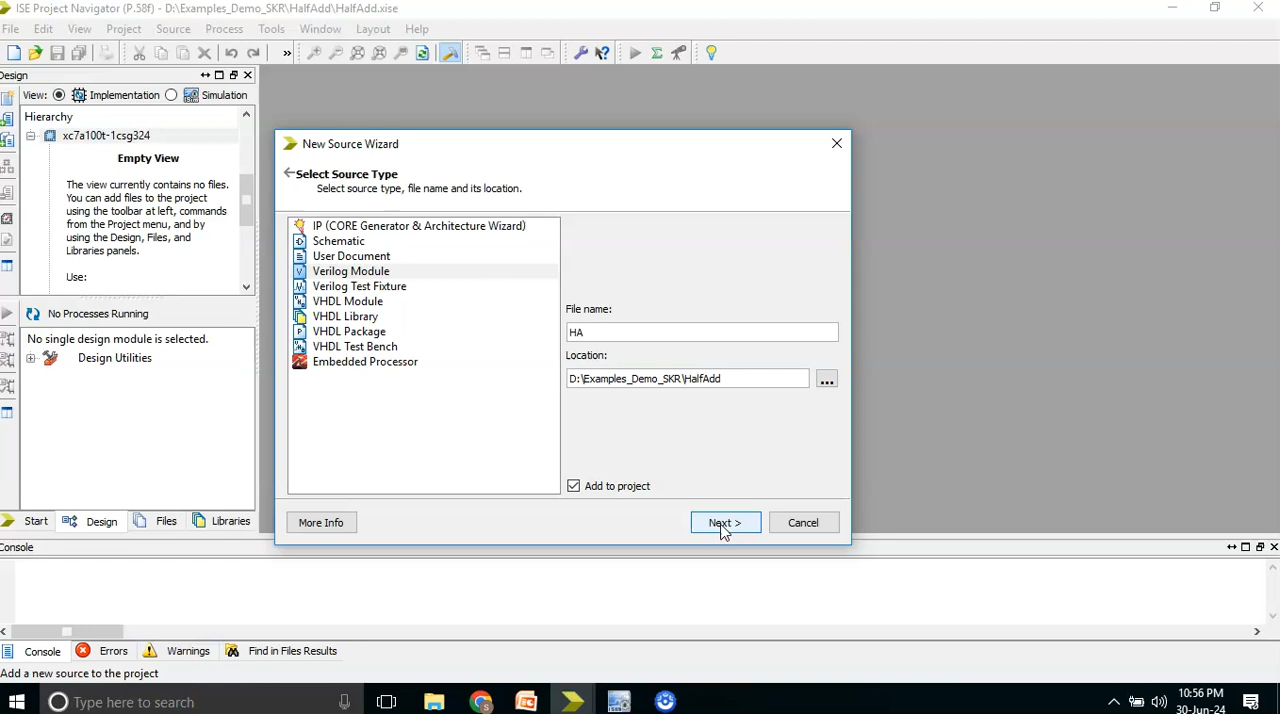 ISE Project Navigator (P.58f) - D:\Examples_Demo_SKR\HalfAdd\HalfAdd.xise
File Edit View Project Source Process Tools Window Layout Help
»
Design
View: Implementation Simulation
Hierarchy
xc7a100t-1csg324
Empty View
The view currently contains no files.
You can add files to the project
using the toolbar at left, commands
from the Project menu, and by
using the Design, Files, and
Libraries panels.
Use:
No Processes Running
No single design module is selected.
Design Utilities
Start Design Files Libraries
New Source Wizard
Select Source Type
Select source type, file name and its location.
IP (CORE Generator & Architecture Wizard)
Schematic
User Document
Verilog Module
Verilog Test Fixture
VHDL Module
VHDL Library
VHDL Package
VHDL Test Bench
Embedded Processor
File name:
HA
Location:
D:\Examples_Demo_SKR\HalfAdd
...
Add to project
More Info Next > Cancel
Console
Console Errors Warnings Find in Files Results
Add a new source to the project
Type here to search
10:56 PM
30-Jun-24